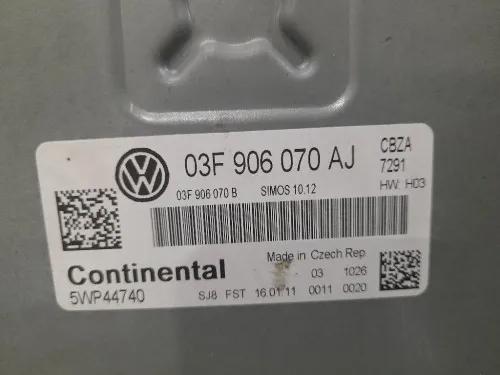 03F 906 070 AJ
CBZA
7291
HW: H03
03F 906 070 B SIMOS 10.12
Made in Czech Rep
Continental
03 1026
5WP44740
SJ8 FST 16.01.11 0011 0020